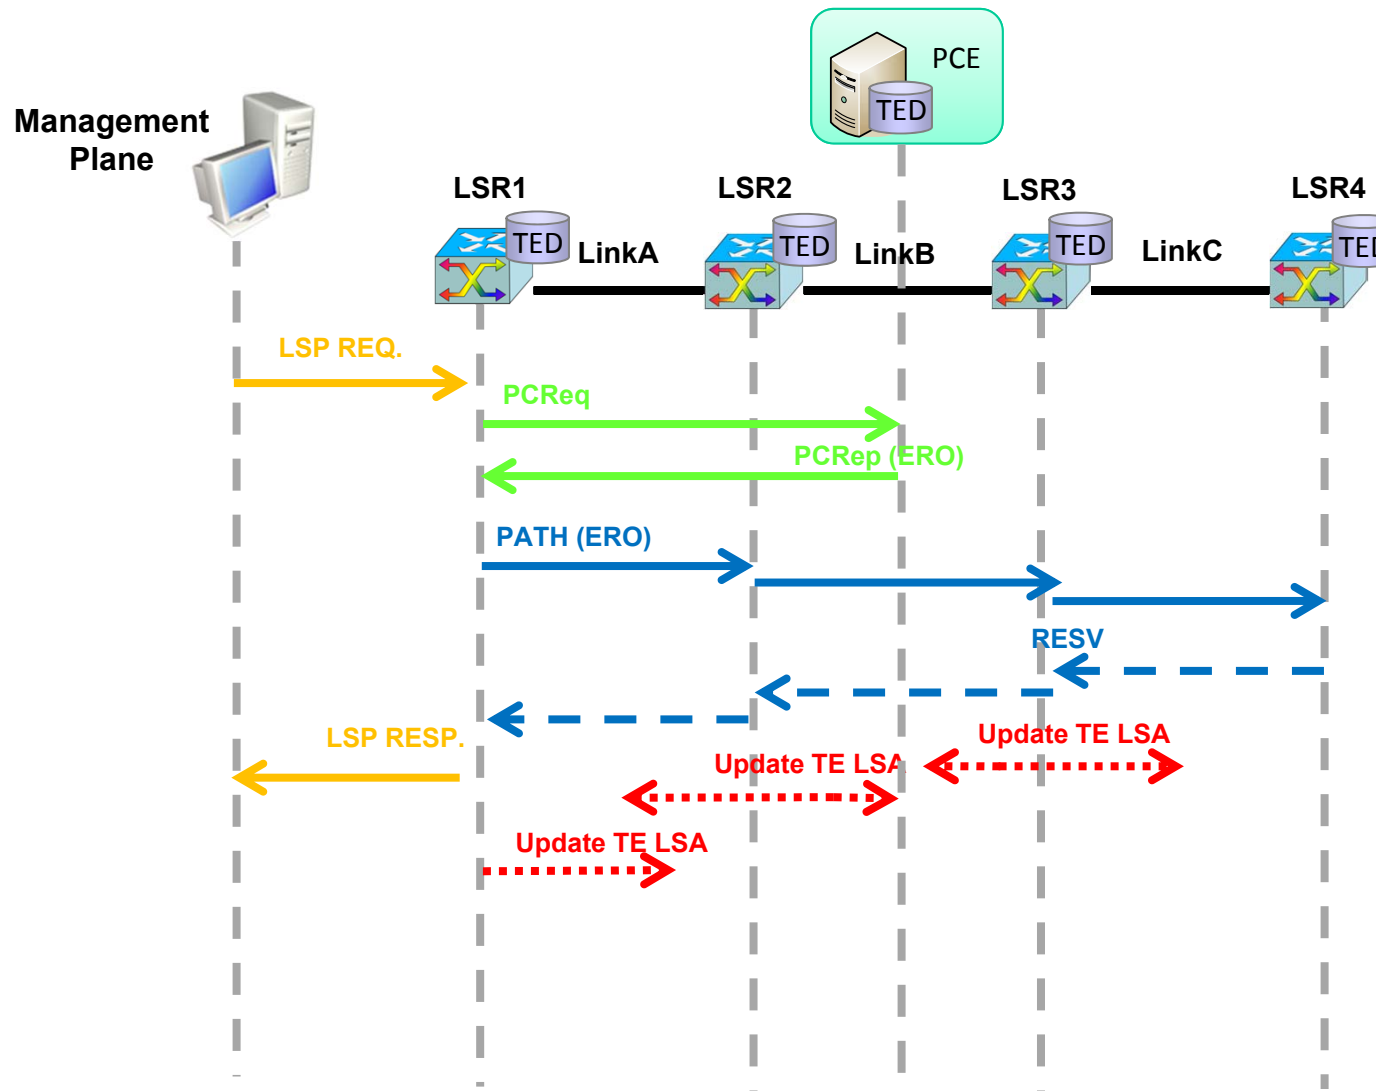 PCE
TED
Management
Plane
LSR1
LSR2
LSR3
LSR4
TED
TED
TED
TED
LinkA
LinkB
LinkC
LSP REQ.
PCReq
PCRep (ERO)
PATH (ERO)
RESV
LSP RESP.
Update TE LSA
Update TE LSA
Update TE LSA